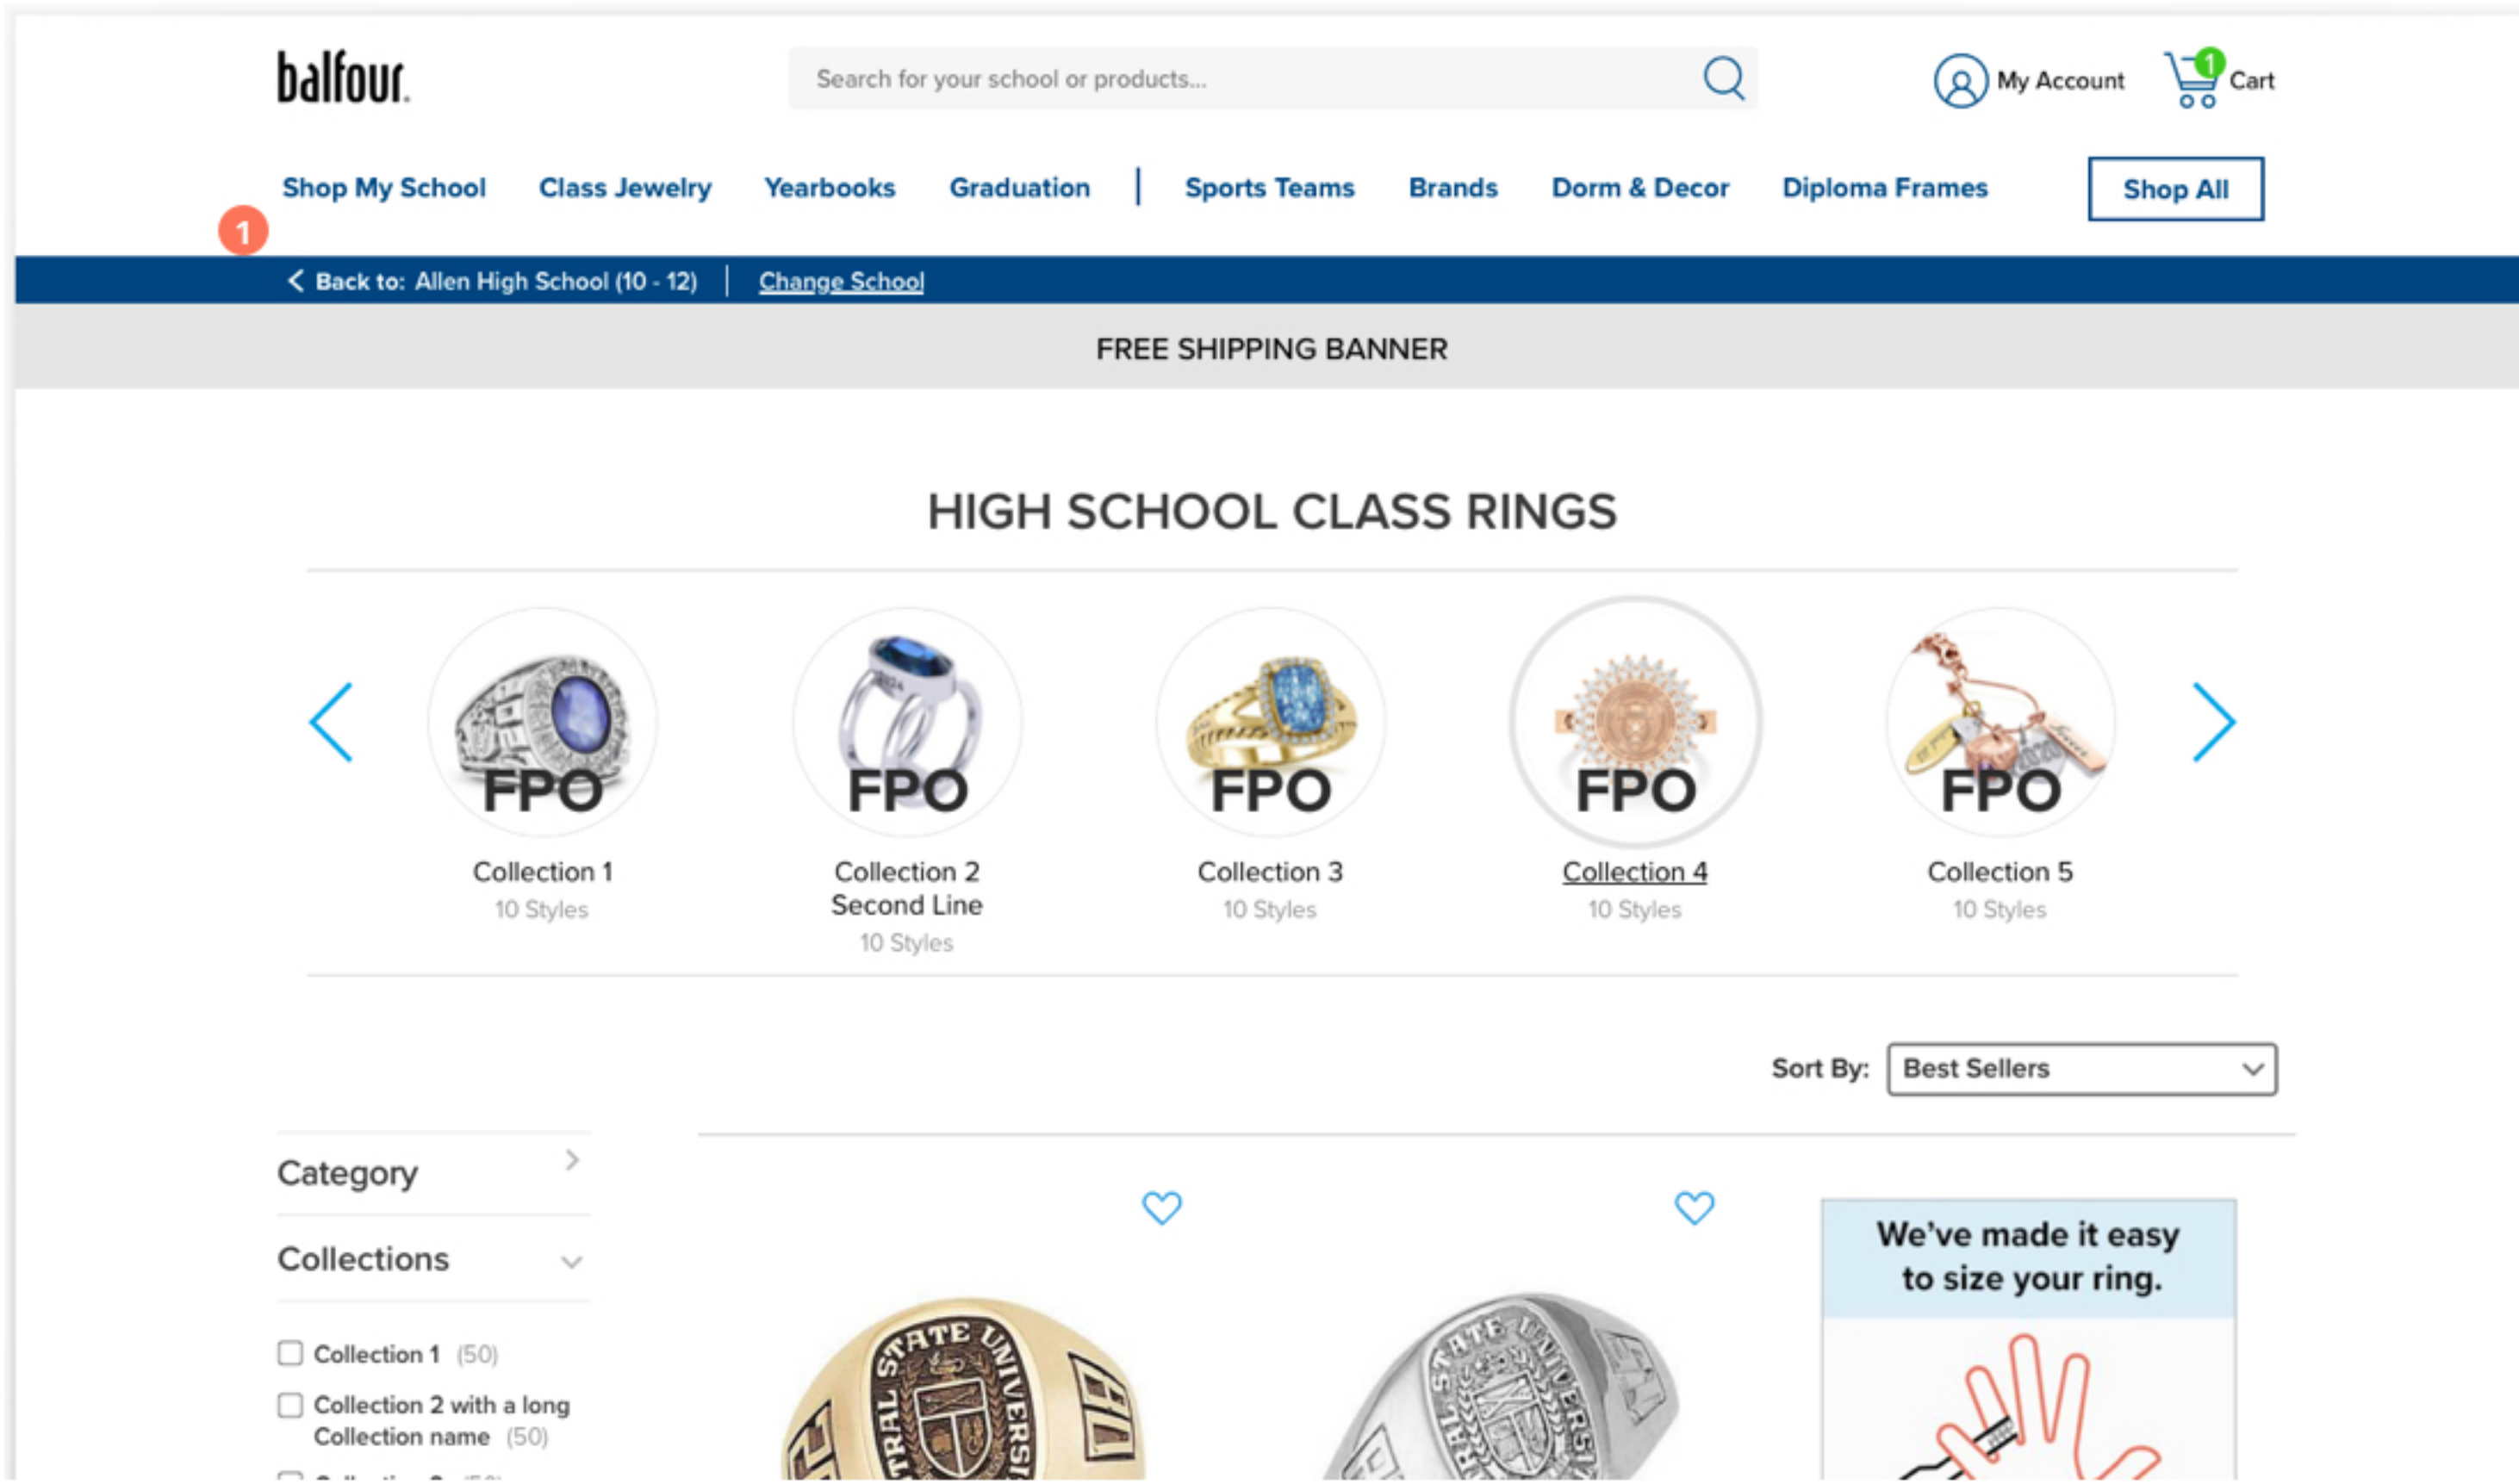 balfour.
Search for your school or products...
My Account
1
Cart
Shop My School
Class Jewelry
Yearbooks
Graduation
Sports Teams
Brands
Dorm & Decor
Diploma Frames
Shop All
1
Back to: Allen High School (10 - 12)
Change School
FREE SHIPPING BANNER
HIGH SCHOOL CLASS RINGS
FPO
FPO
FPO
FPO
FPO
Collection 1
10 Styles
Collection 2
Second Line
10 Styles
Collection 3
10 Styles
Collection 4
10 Styles
Collection 5
10 Styles
Sort By:
Best Sellers
Category
Collections
Collection 1 (50)
Collection 2 with a long
Collection name (50)
STATE
We've made it easy
to size your ring.